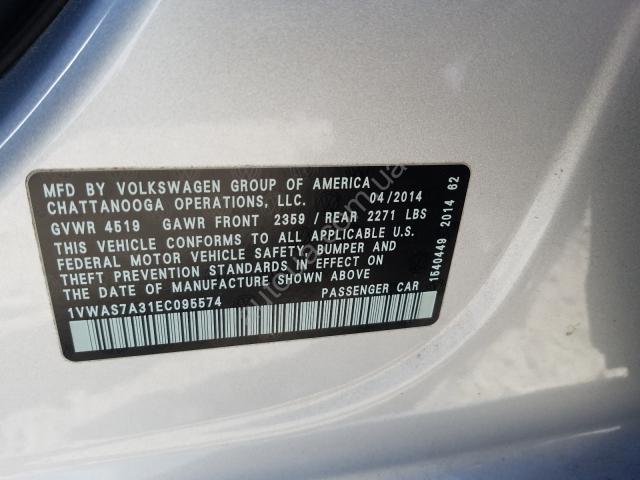 MFD BY VOLKSWAGEN GROUP OF AMERICA
CHATTANOOGA OPERATIONS, LLC. 04/2014
GVWR 4519 GAWR FRONT 2359 / REAR 2271 LBS
THIS VEHICLE CONFORMS TO ALL APPLICABLE U.S.
FEDERAL MOTOR VEHICLE SAFETY, BUMPER AND
THEFT PREVENTION STANDARDS IN EFFECT ON
THE DATE OF MANUFACTURE SHOWN ABOVE
1VWAS7A31EC095574 PASSENGER CAR
1540449 2014 62